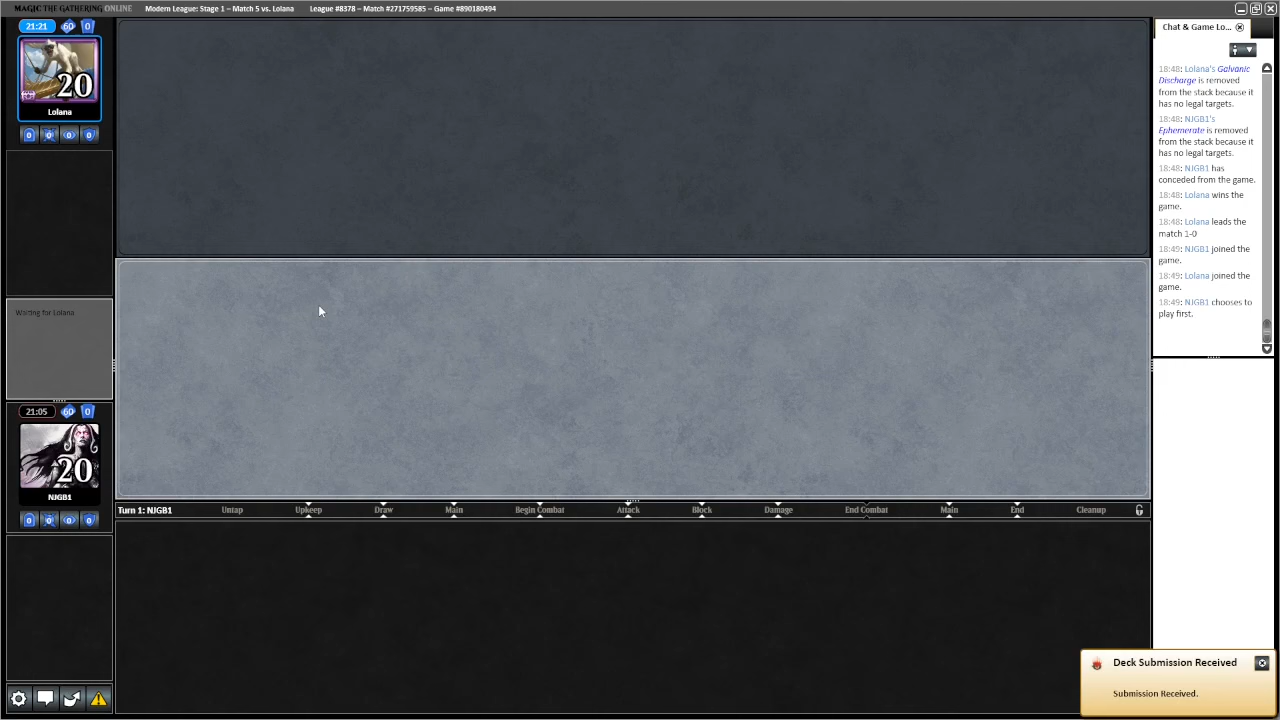 MAGIC THE GATHERING ONLINE Modern League: Stage 1 – Match 5 vs. Lolana League #8378 – Match #271759585 – Game #890180494
21:21 60 0
20
Lolana
0 0 0 0
Waiting for Lolana
21:05 60 0
20
NJGB1
0 0 0 0
Turn 1: NJGB1 Untap Upkeep Draw Main Begin Combat Attack Block Damage End Combat Main End Cleanup
Chat & Game Lo...
18:48: Lolana's Galvanic
Discharge is removed
from the stack because it
has no legal targets.
18:48: NJGB1's
Ephemerate is removed
from the stack because it
has no legal targets.
18:48: NJGB1 has
conceded from the game.
18:48: Lolana wins the
game.
18:48: Lolana leads the
match 1-0
18:49: NJGB1 joined the
game.
18:49: Lolana joined the
game.
18:49: NJGB1 chooses to
play first.
Deck Submission Received
Submission Received.